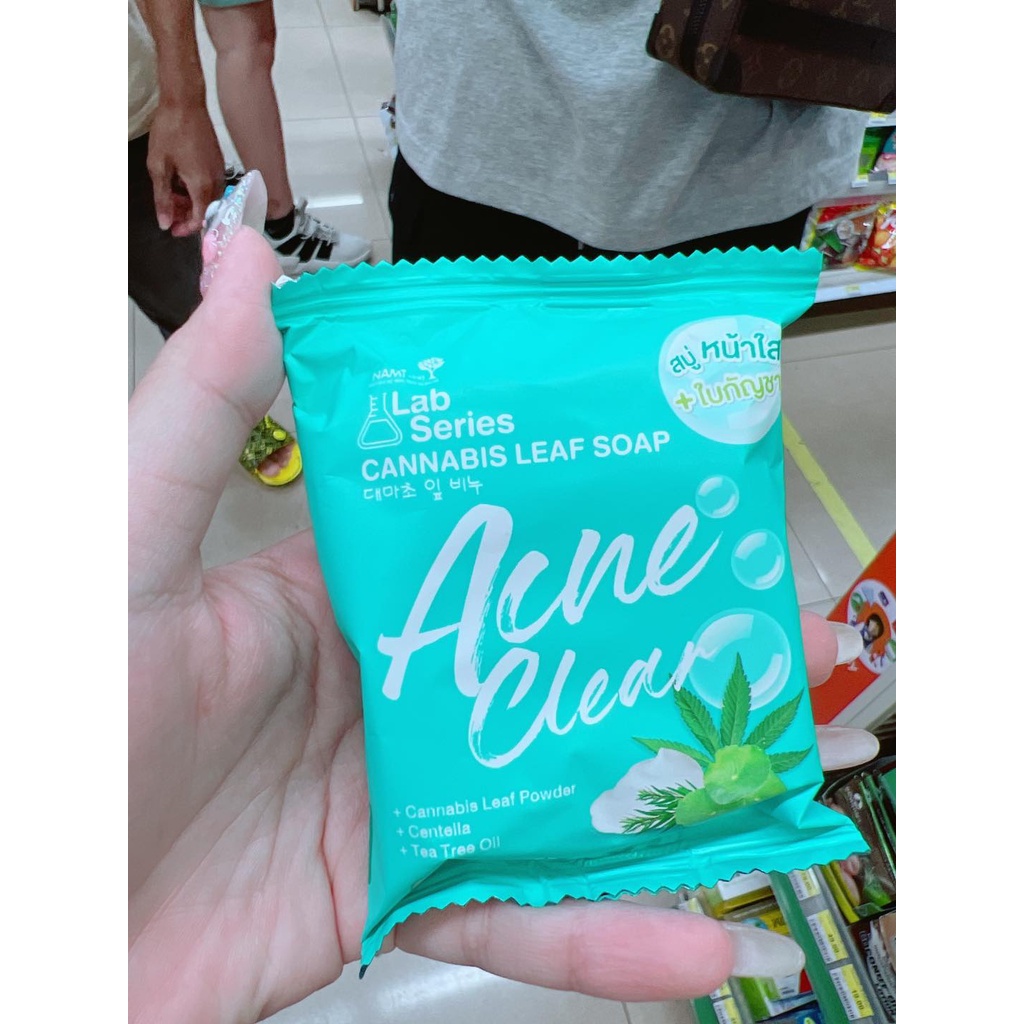 NAMI
Lab
Series
CANNABIS LEAF SOAP
대마초 잎 비누
สบู่ หน้าใส
+ ใบกัญชา
Acne
Clear
+ Cannabis Leaf Powder
+ Centella
+ Tea Tree Oil